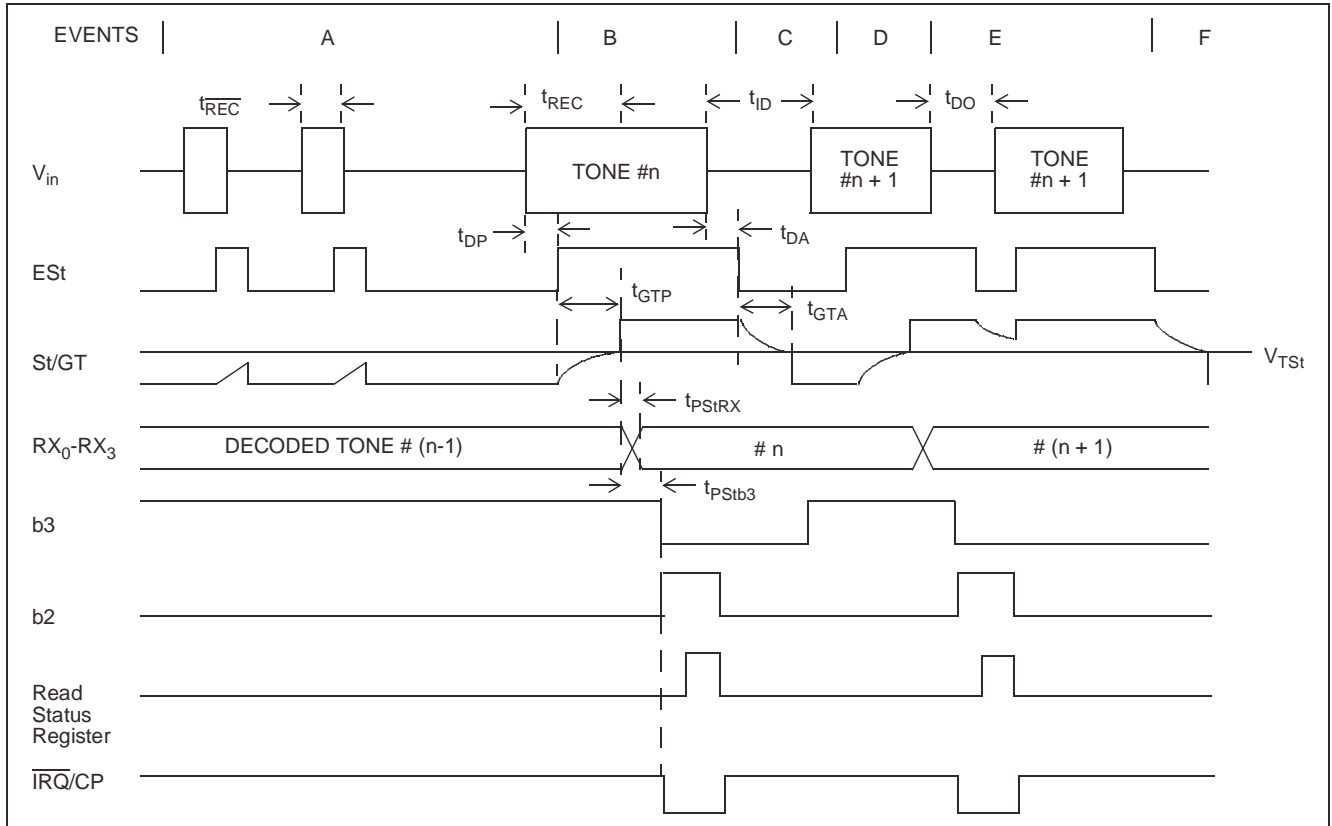 EVENTS A B C D E F
tREC tREC tID tDO
Vin TONE #n TONE #n + 1 TONE #n + 1
tDP tDA
ESt
tGTP tGTA
St/GT VTSt
tPStRX
RX0-RX3 DECODED TONE # (n-1) # n # (n + 1)
tPStb3
b3
b2
Read
Status
Register
IRQ/CP